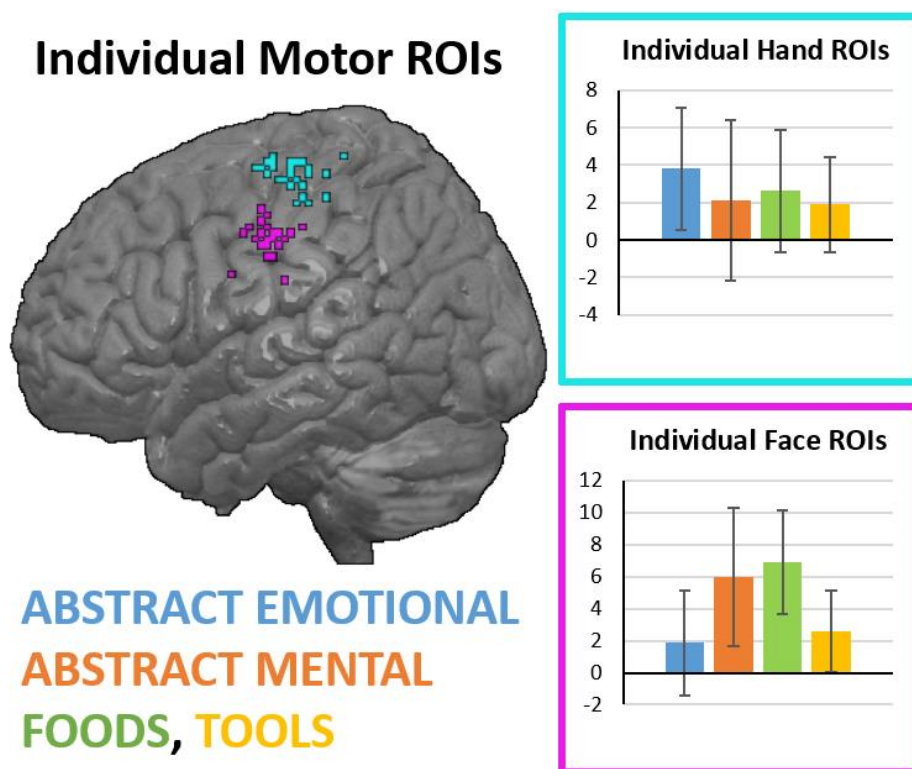 Individual Motor ROIs
Individual Hand ROIs
8
6
4
2
0
-2
-4
Individual Face ROIs
12
10
8
6
4
2
0
-2
ABSTRACT EMOTIONAL
ABSTRACT MENTAL
FOODS, TOOLS